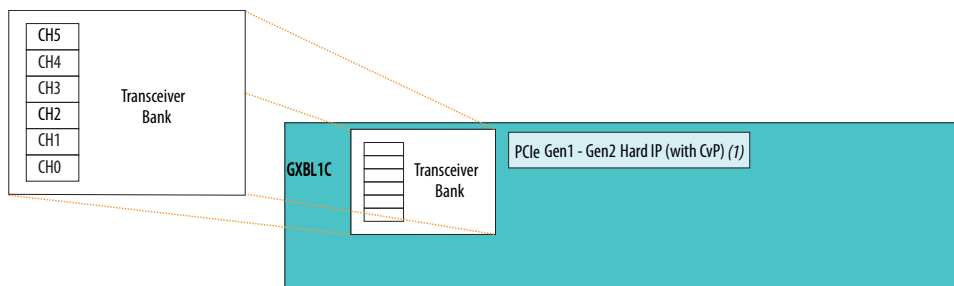 CH5
CH4
CH3
CH2
CH1
CH0
Transceiver
Bank
GXBL1C
Transceiver
Bank
PCIe Gen1 - Gen2 Hard IP (with CvP) (1)